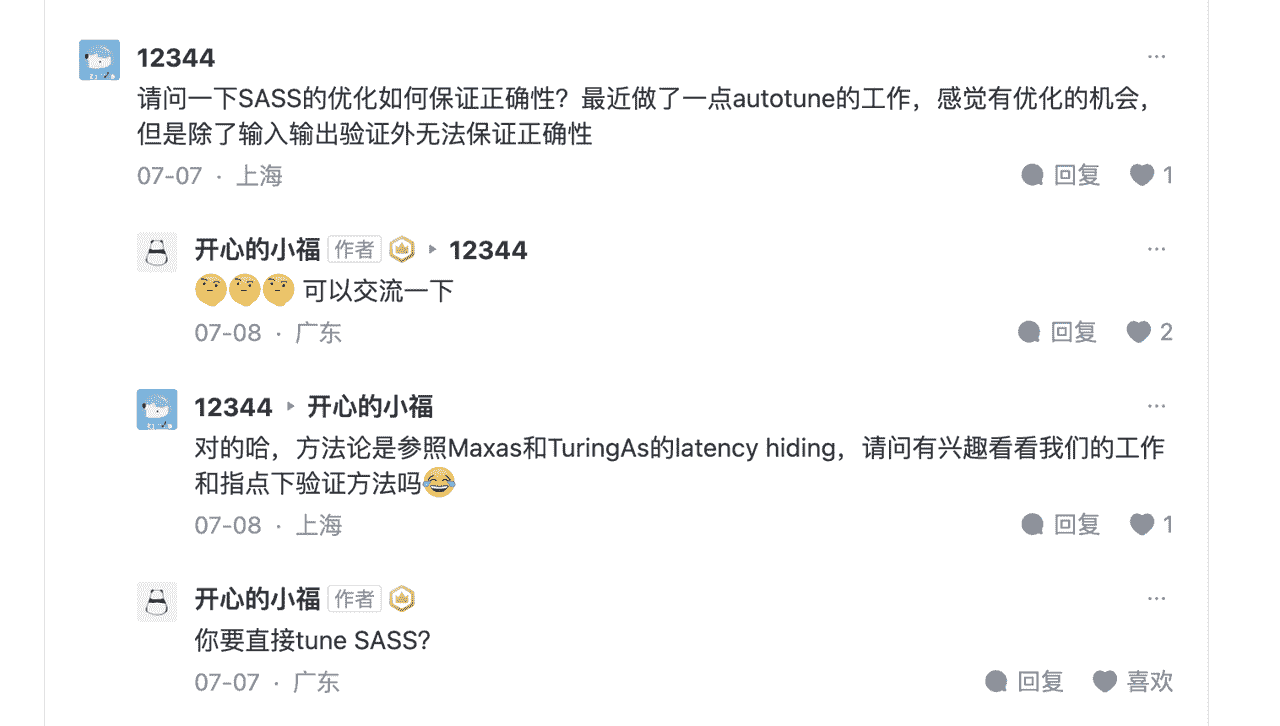 12344
请问一下SASS的优化如何保证正确性？最近做了一点autotune的工作，感觉有优化的机会，
但是除了输入输出验证外无法保证正确性
07-07 · 上海 回复 1
开心的小福 作者 12344
🤔🤔🤔 可以交流一下
07-08 · 广东 回复 2
12344 开心的小福
对的哈，方法论是参照Maxas和TuringAs的latency hiding，请问有兴趣看看我们的工作
和指点下验证方法吗😂
07-08 · 上海 回复 1
开心的小福 作者
你要直接tune SASS?
07-07 · 广东 回复 喜欢